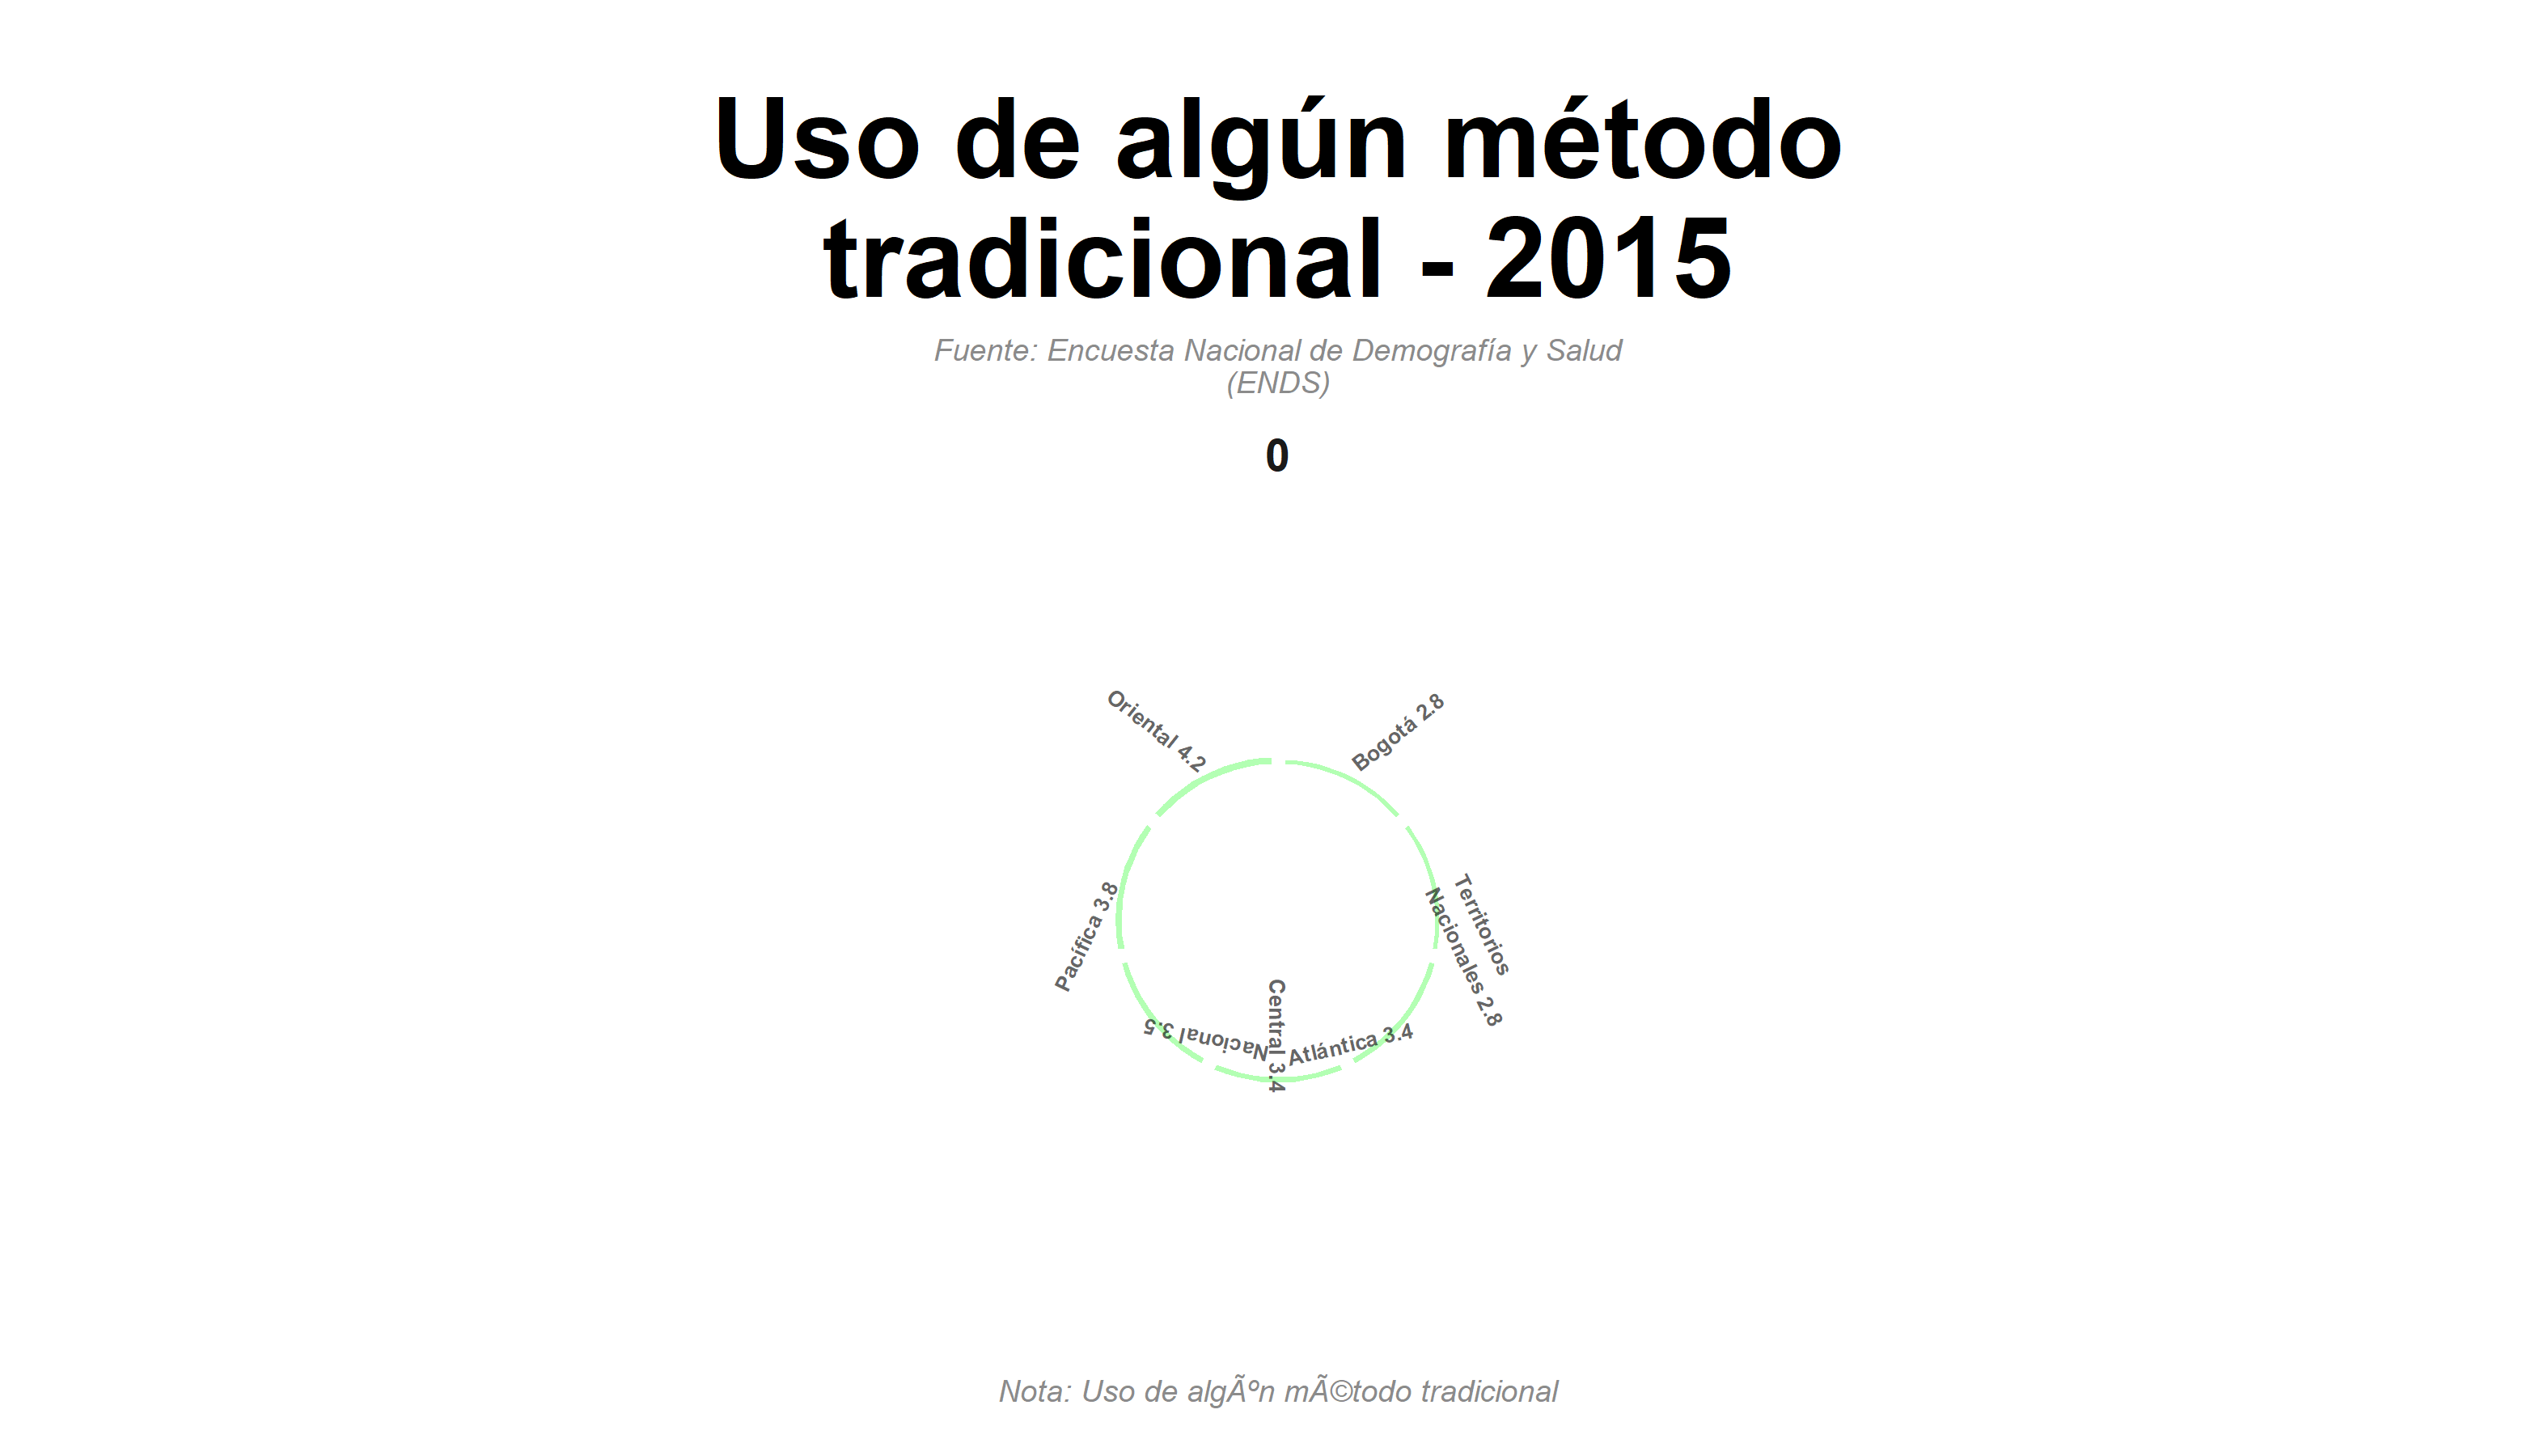 Uso de algún método
tradicional - 2015
Fuente: Encuesta Nacional de Demografía y Salud
(ENDS)
0
Oriental 4.2
Bogotá 2.8
Territorios
Nacionales 2.8
Pacífica 3.8
Central 3.4
Nacional 3.5
Atlántica 3.4
Nota: Uso de algÃºn mÃ©todo tradicional